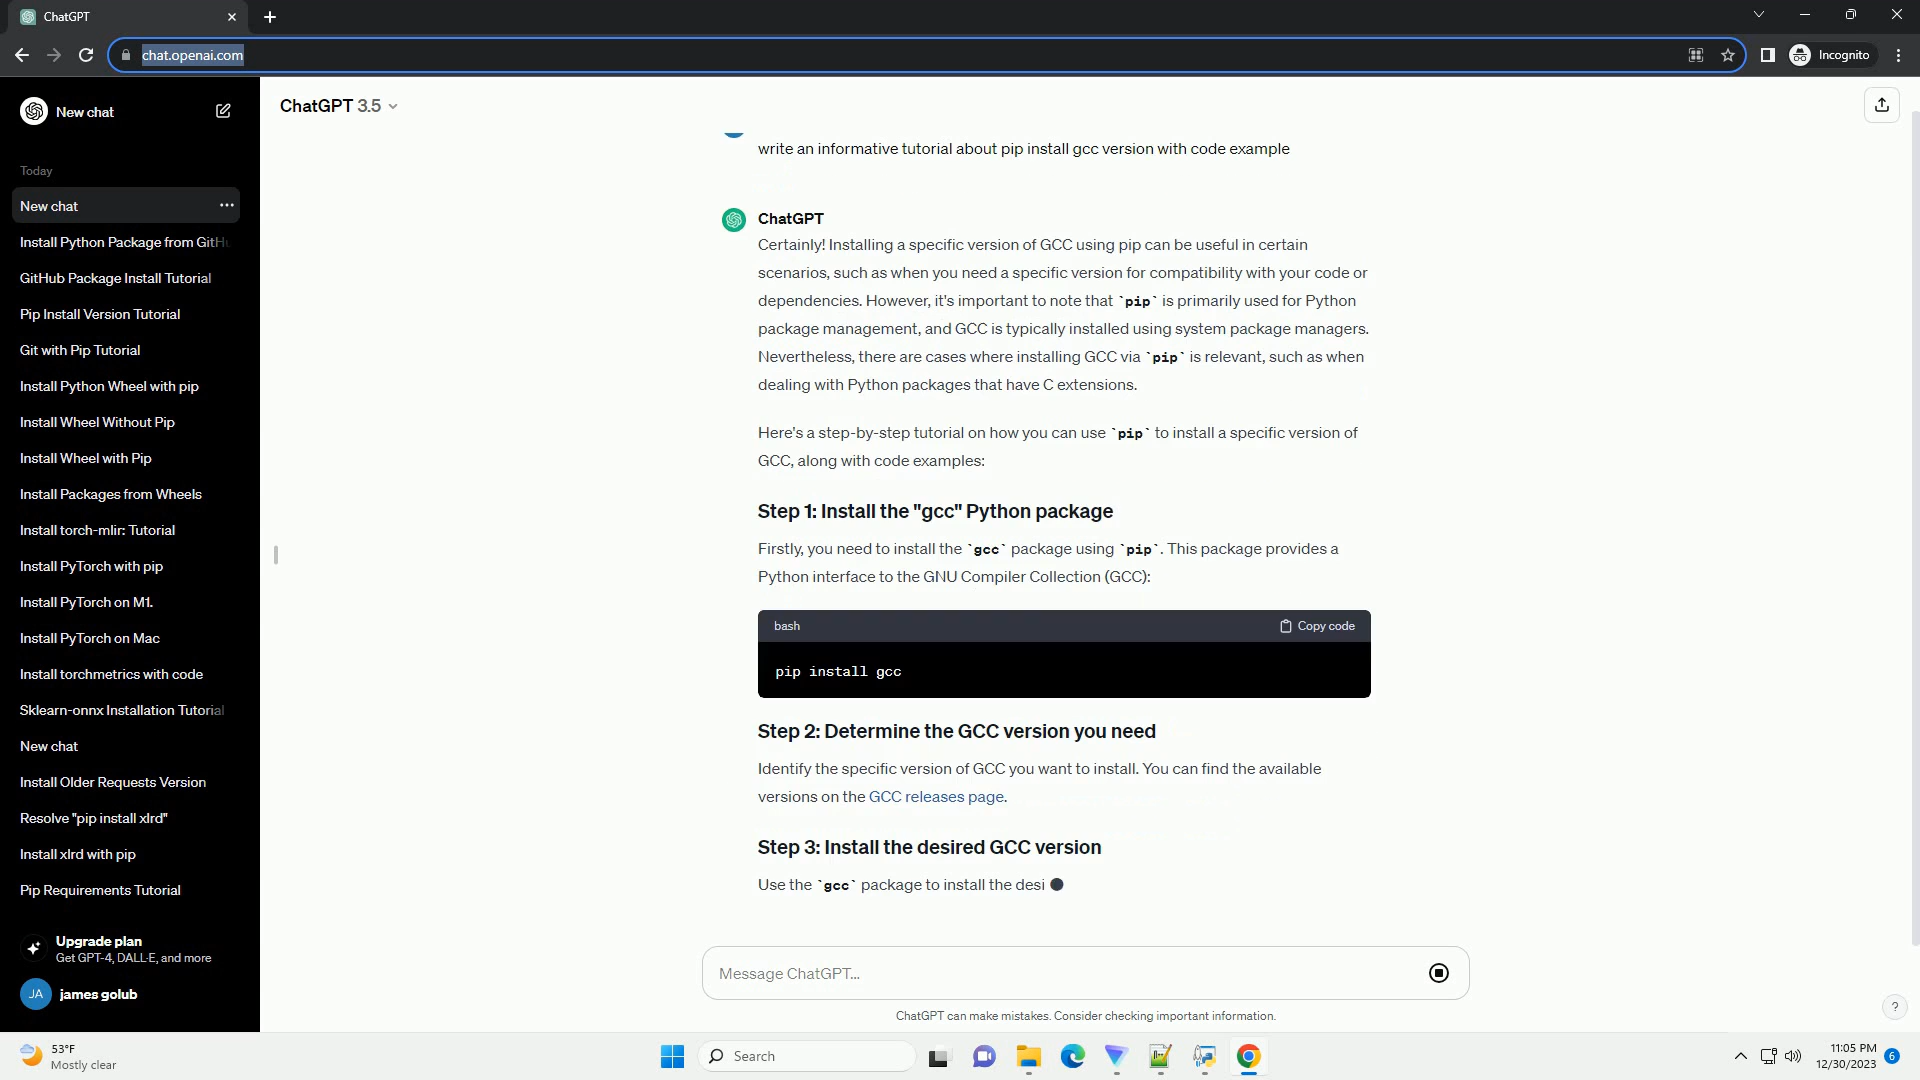 ChatGPT
chat.openai.com
Incognito
New chat
Today
New chat
Install Python Package from GitHu
GitHub Package Install Tutorial
Pip Install Version Tutorial
Git with Pip Tutorial
Install Python Wheel with pip
Install Wheel Without Pip
Install Wheel with Pip
Install Packages from Wheels
Install torch-mlir: Tutorial
Install PyTorch with pip
Install PyTorch on M1.
Install PyTorch on Mac
Install torchmetrics with code
Sklearn-onnx Installation Tutorial
New chat
Install Older Requests Version
Resolve "pip install xlrd"
Install xlrd with pip
Pip Requirements Tutorial
Upgrade plan
Get GPT-4, DALL·E, and more
JA james golub
ChatGPT 3.5
write an informative tutorial about pip install gcc version with code example
ChatGPT
Certainly! Installing a specific version of GCC using pip can be useful in certain
scenarios, such as when you need a specific version for compatibility with your code or
dependencies. However, it's important to note that `pip` is primarily used for Python
package management, and GCC is typically installed using system package managers.
Nevertheless, there are cases where installing GCC via `pip` is relevant, such as when
dealing with Python packages that have C extensions.
Here's a step-by-step tutorial on how you can use `pip` to install a specific version of
GCC, along with code examples:
Step 1: Install the "gcc" Python package
Firstly, you need to install the `gcc` package using `pip`. This package provides a
Python interface to the GNU Compiler Collection (GCC):
bash Copy code
pip install gcc
Step 2: Determine the GCC version you need
Identify the specific version of GCC you want to install. You can find the available
versions on the GCC releases page.
Step 3: Install the desired GCC version
Use the `gcc` package to install the desi
Message ChatGPT...
ChatGPT can make mistakes. Consider checking important information.
?
53°F
Mostly clear
Search
11:05 PM
12/30/2023
6